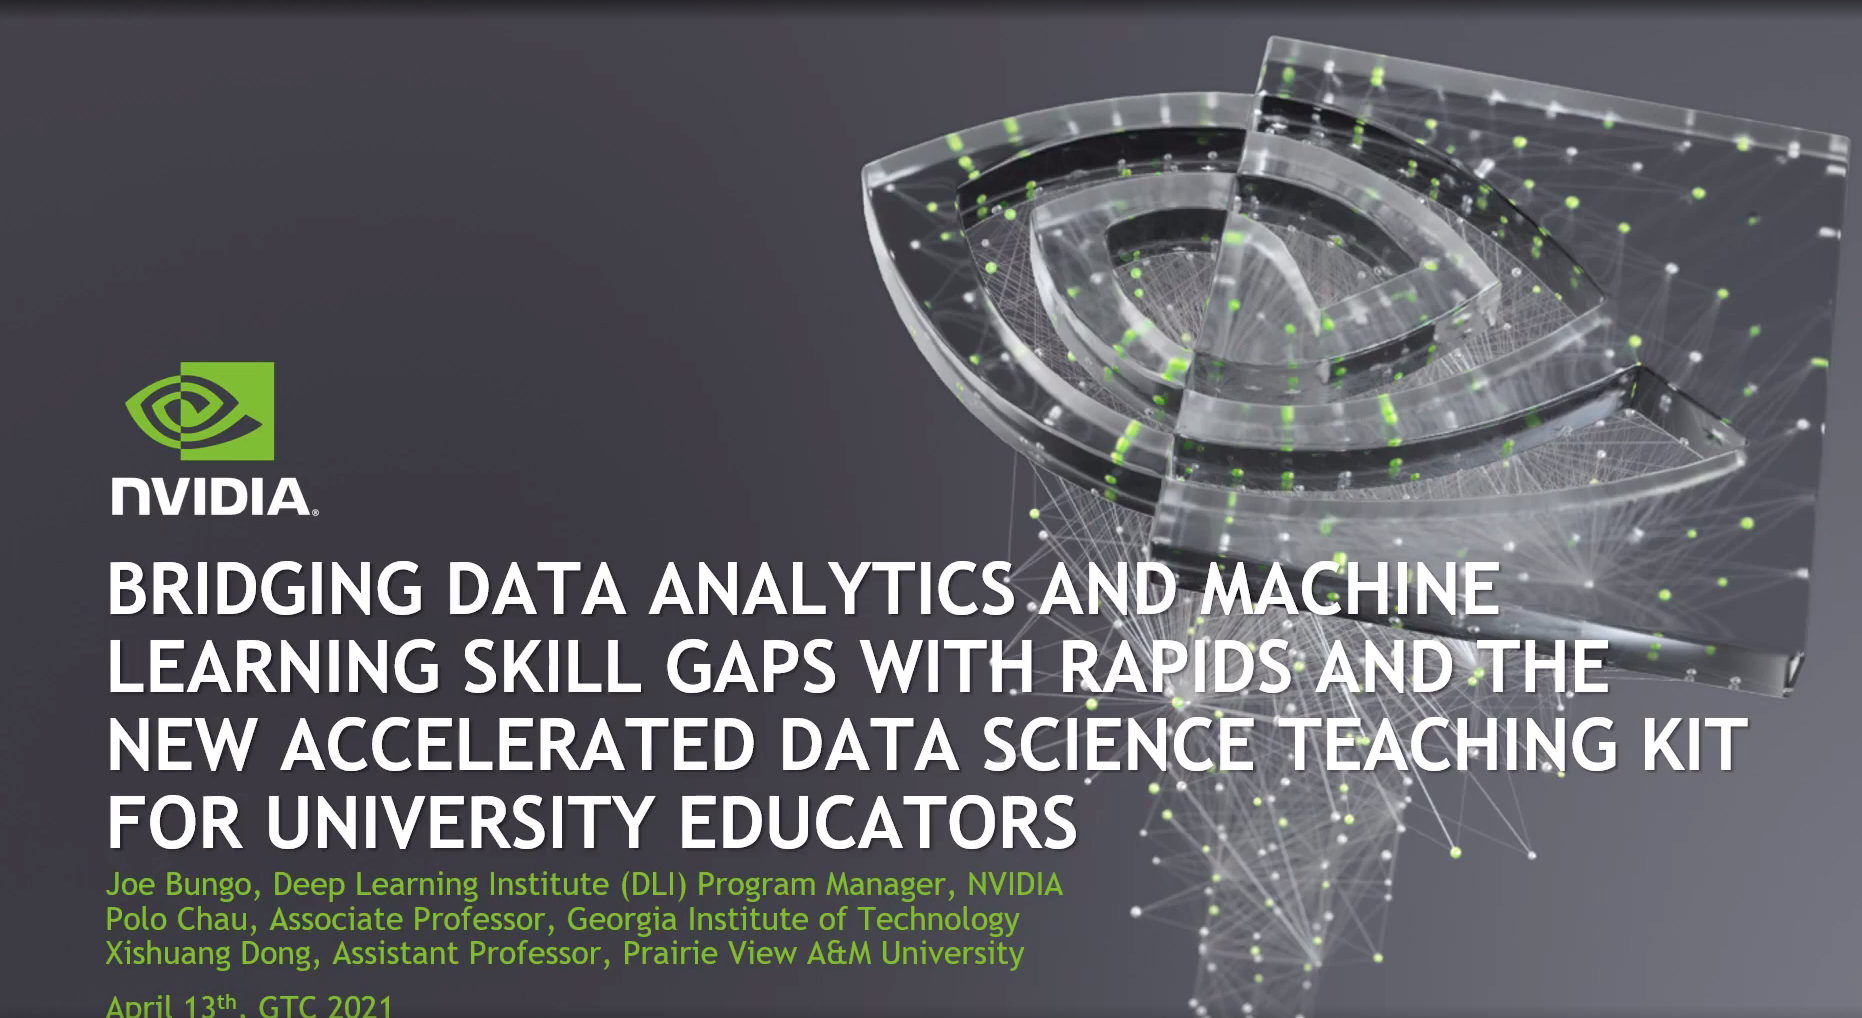 NVIDIA®
BRIDGING DATA ANALYTICS AND MACHINE
LEARNING SKILL GAPS WITH RAPIDS AND THE
NEW ACCELERATED DATA SCIENCE TEACHING KIT
FOR UNIVERSITY EDUCATORS
Joe Bungo, Deep Learning Institute (DLI) Program Manager, NVIDIA
Polo Chau, Associate Professor, Georgia Institute of Technology
Xishuang Dong, Assistant Professor, Prairie View A&M University
April 13th, GTC 2021